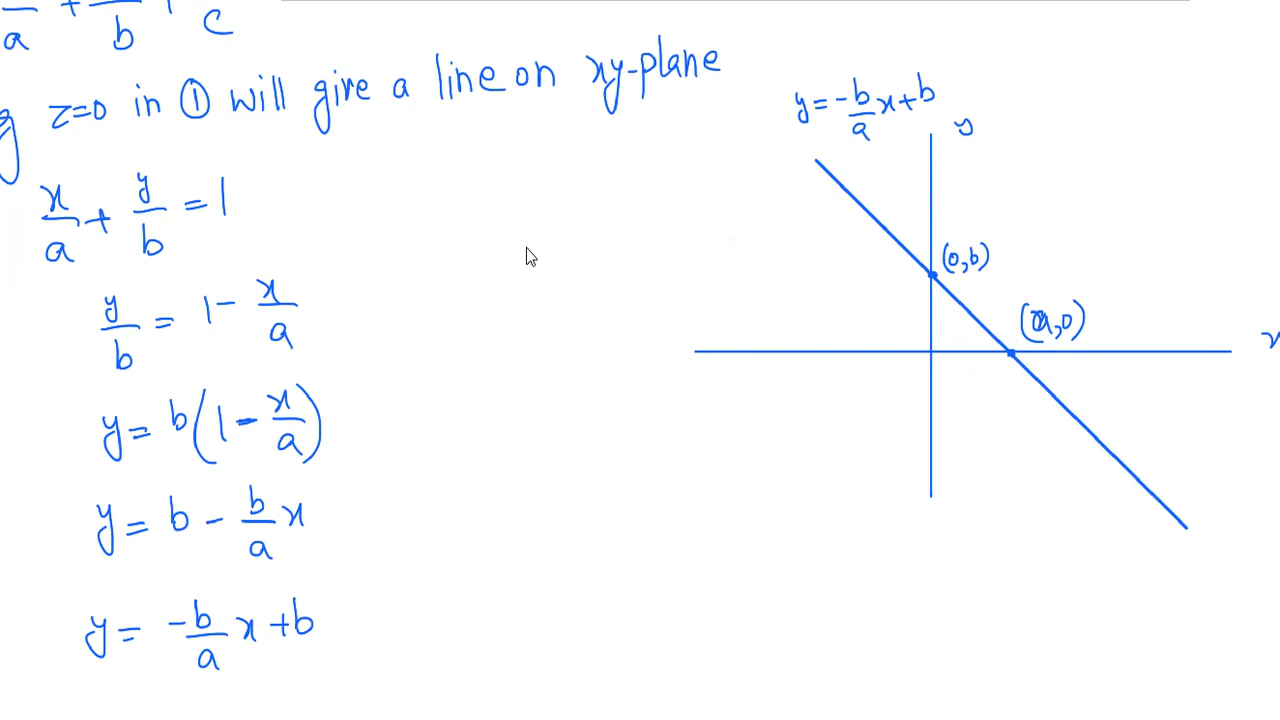 x/a + y/b + z/c
z=0 in ① will give a line on xy-plane
x/a + y/b = 1
y/b = 1 - x/a
y = b(1 - x/a)
y = b - b/a x
y = -b/a x + b
y = -b/a x + b
y
(0,b)
(a,0)
x